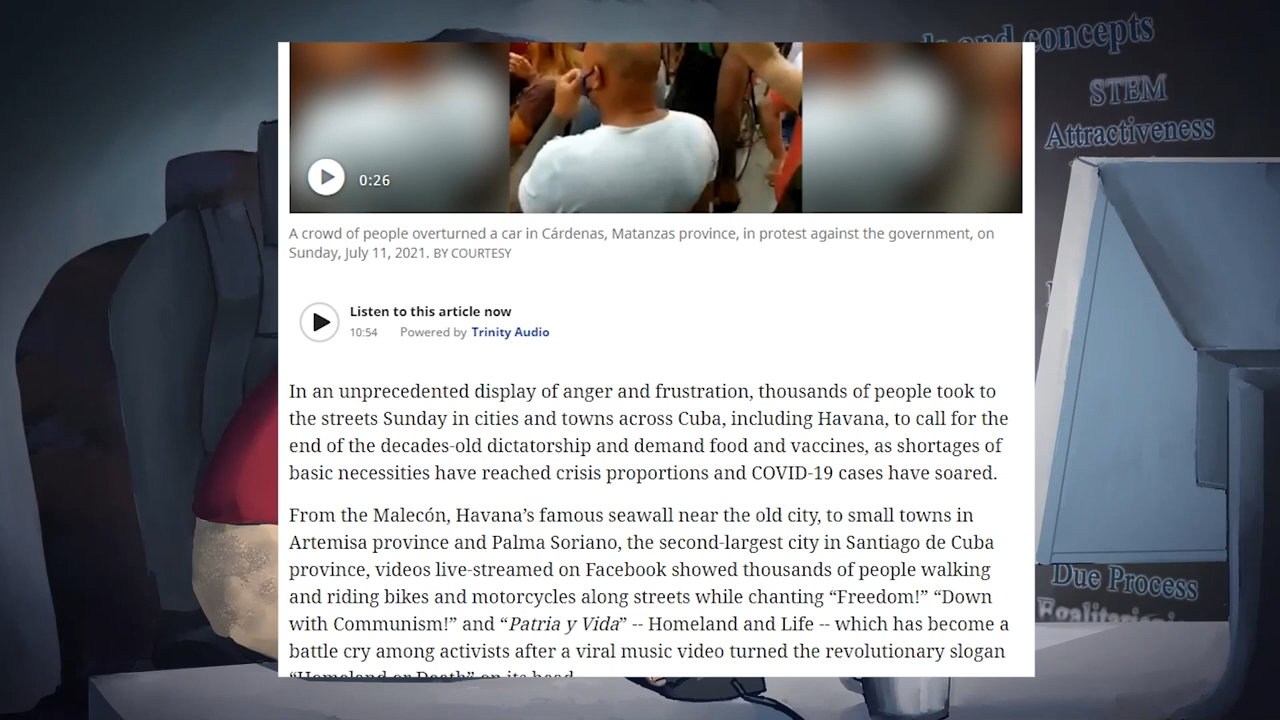 and concepts
STEM
Attractiveness
0:26
A crowd of people overturned a car in Cárdenas, Matanzas province, in protest against the government, on
Sunday, July 11, 2021. BY COURTESY
Listen to this article now
10:54 Powered by Trinity Audio
In an unprecedented display of anger and frustration, thousands of people took to
the streets Sunday in cities and towns across Cuba, including Havana, to call for the
end of the decades-old dictatorship and demand food and vaccines, as shortages of
basic necessities have reached crisis proportions and COVID-19 cases have soared.
From the Malecón, Havana’s famous seawall near the old city, to small towns in
Artemisa province and Palma Soriano, the second-largest city in Santiago de Cuba
province, videos live-streamed on Facebook showed thousands of people walking
and riding bikes and motorcycles along streets while chanting “Freedom!” “Down
with Communism!” and “Patria y Vida” -- Homeland and Life -- which has become a
battle cry among activists after a viral music video turned the revolutionary slogan
“Homeland or Death” on its head.
Due Process